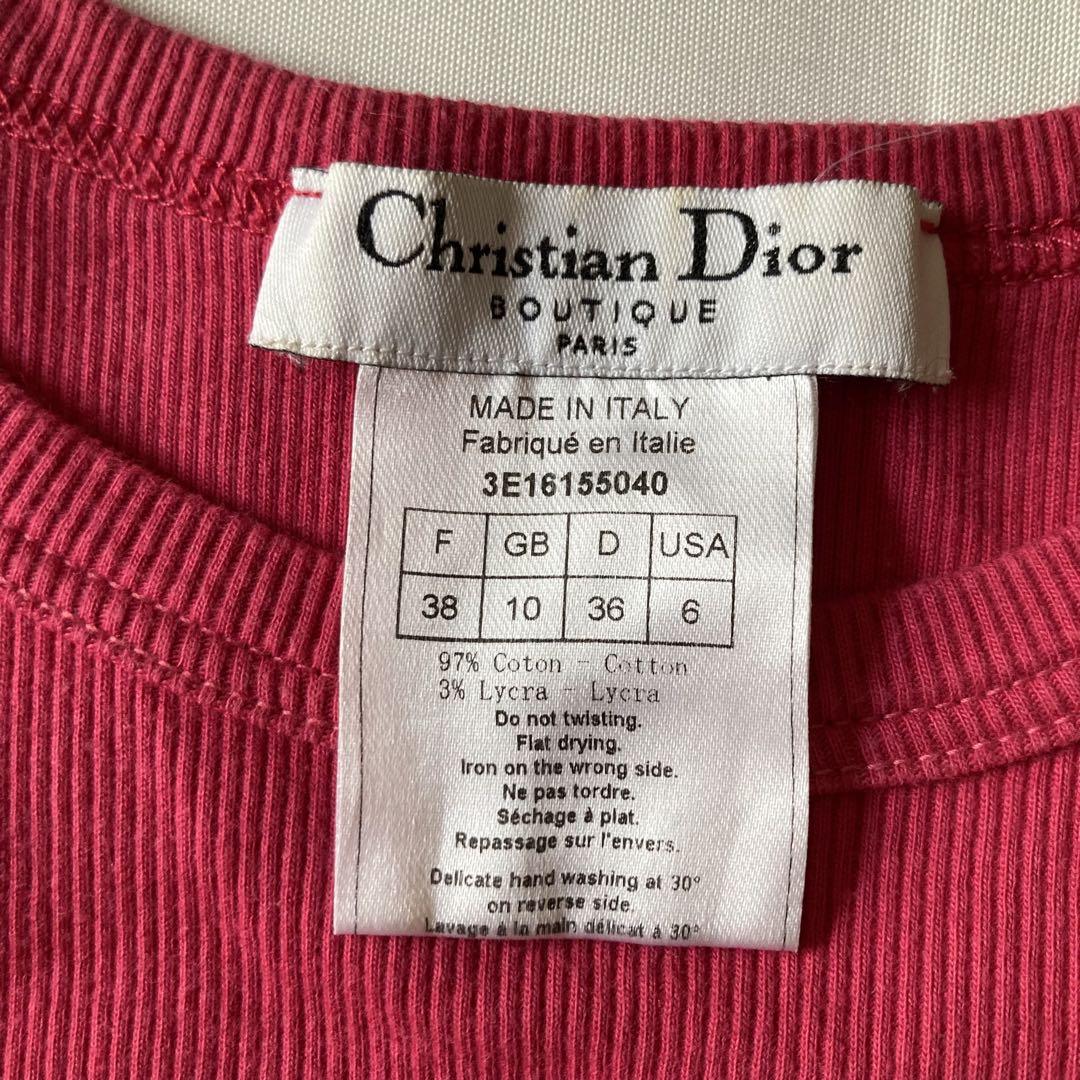 Christian Dior
BOUTIQUE
PARIS
MADE IN ITALY
Fabriqué en Italie
3E16155040
F GB D USA
38 10 36 6
97% Coton - Cotton
3% Lycra - Lycra
Do not twisting.
Flat drying.
Iron on the wrong side.
Ne pas tordre.
Séchage à plat.
Repassage sur l'envers.
Delicate hand washing at 30°
on reverse side.
Lavage à la main délicat à 30°